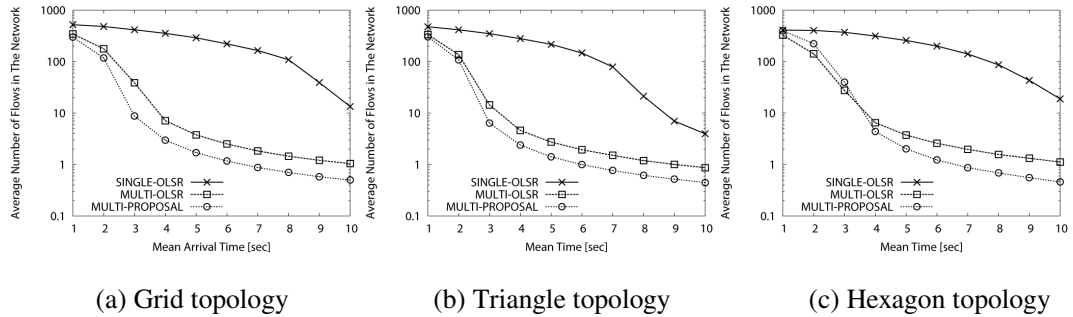 1000
100
10
1
0.1
Average Number of Flows in The Network
SINGLE-OLSR
MULTI-OLSR
MULTI-PROPOSAL
1 2 3 4 5 6 7 8 9 10
Mean Arrival Time [sec]
(a) Grid topology
1000
100
10
1
0.1
Average Number of Flows in The Network
SINGLE-OLSR
MULTI-OLSR
MULTI-PROPOSAL
1 2 3 4 5 6 7 8 9 10
Mean Time [sec]
(b) Triangle topology
1000
100
10
1
0.1
Average Number of Flows in The Network
SINGLE-OLSR
MULTI-OLSR
MULTI-PROPOSAL
1 2 3 4 5 6 7 8 9 10
Mean Time [sec]
(c) Hexagon topology